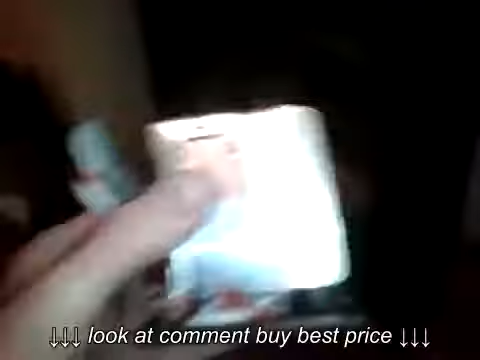 ↓↓↓ look at comment buy best price ↓↓↓